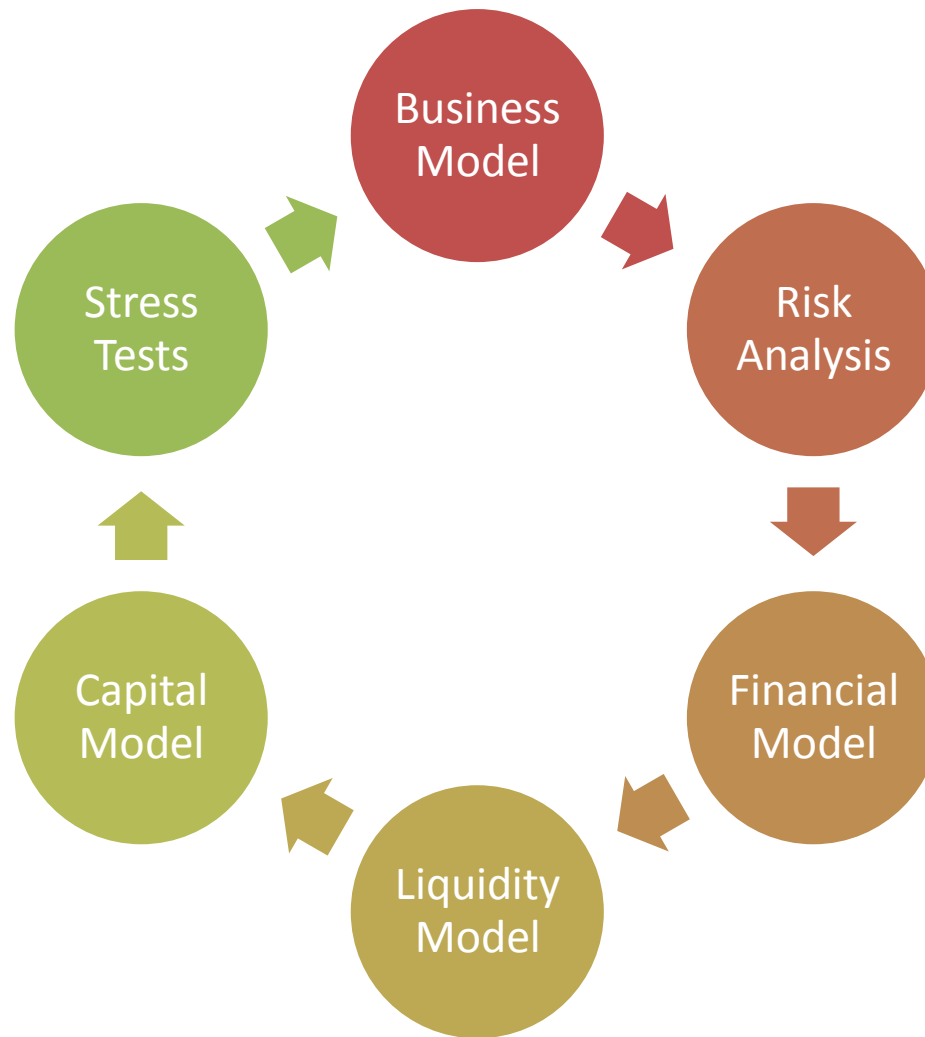 Business
Model
Risk
Analysis
Financial
Model
Liquidity
Model
Capital
Model
Stress
Tests